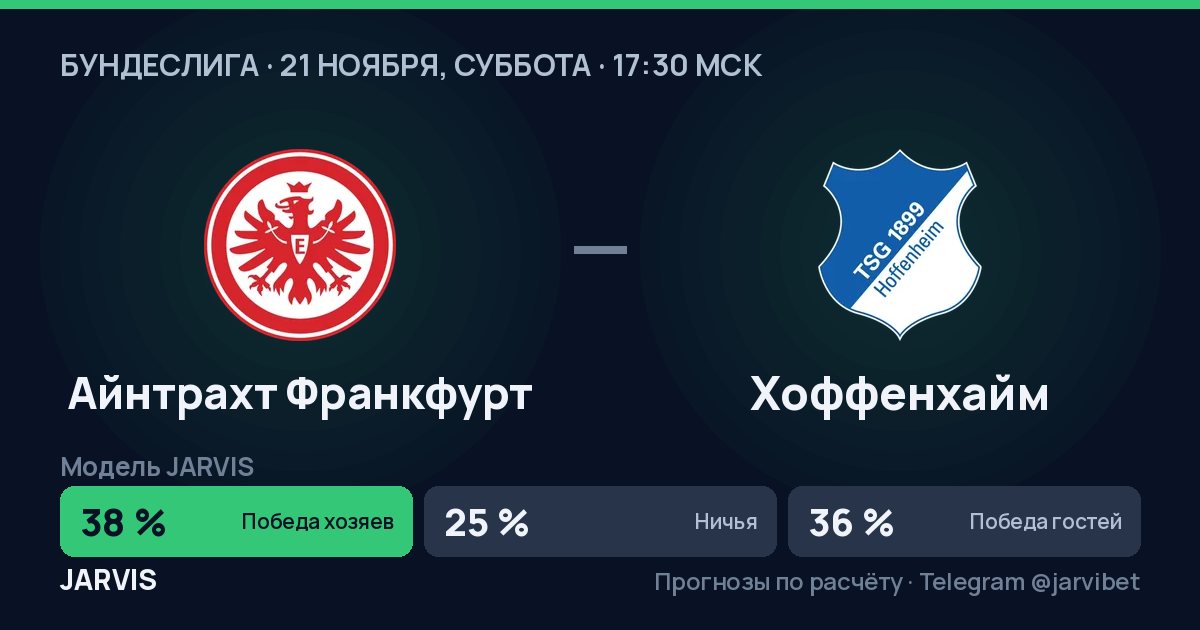 БУНДЕСЛИГА · 21 НОЯБРЯ, СУББОТА · 17:30 МСК
E
TSG 1899
Hoffenheim
Айнтрахт Франкфурт
—
Хоффенхайм
Модель JARVIS
38 % Победа хозяев
25 % Ничья
36 % Победа гостей
JARVIS
Прогнозы по расчёту · Telegram @jarvibet